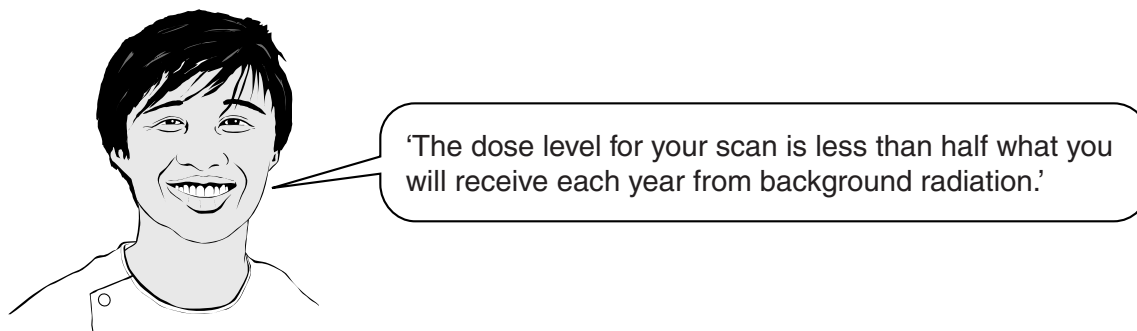 ‘The dose level for your scan is less than half what you
will receive each year from background radiation.’